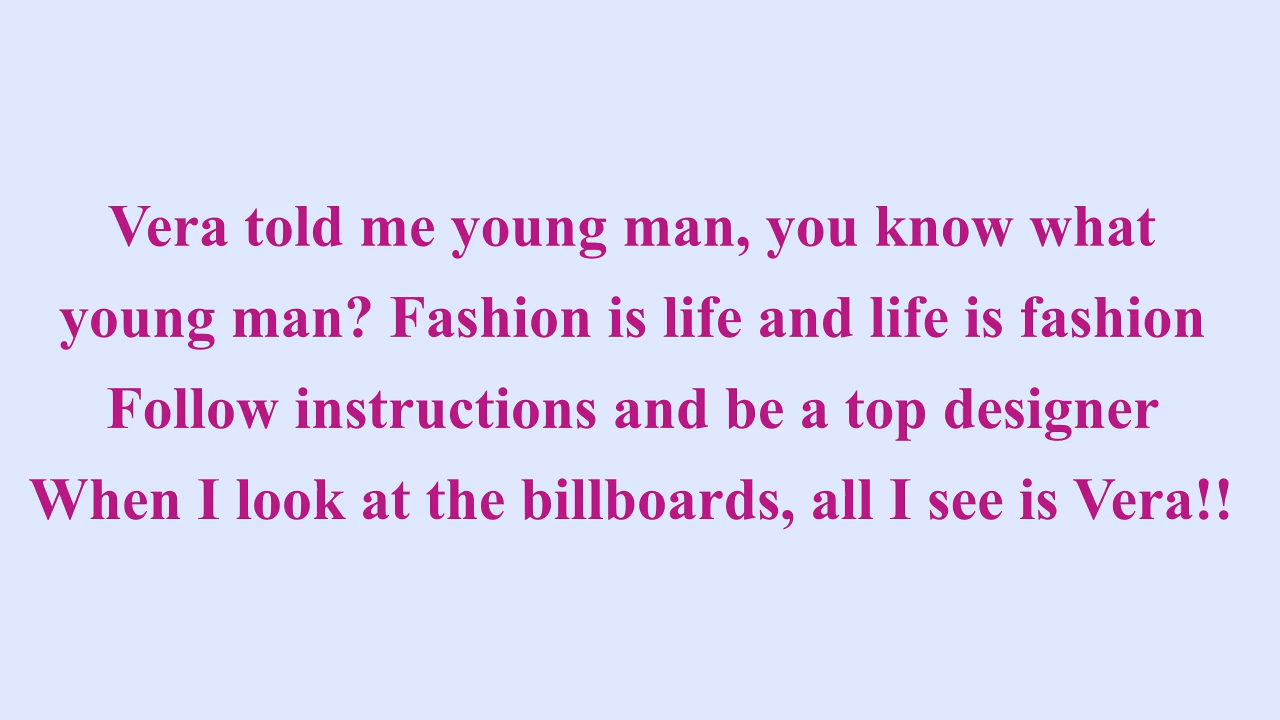 Vera told me young man, you know what
young man? Fashion is life and life is fashion
Follow instructions and be a top designer
When I look at the billboards, all I see is Vera!!